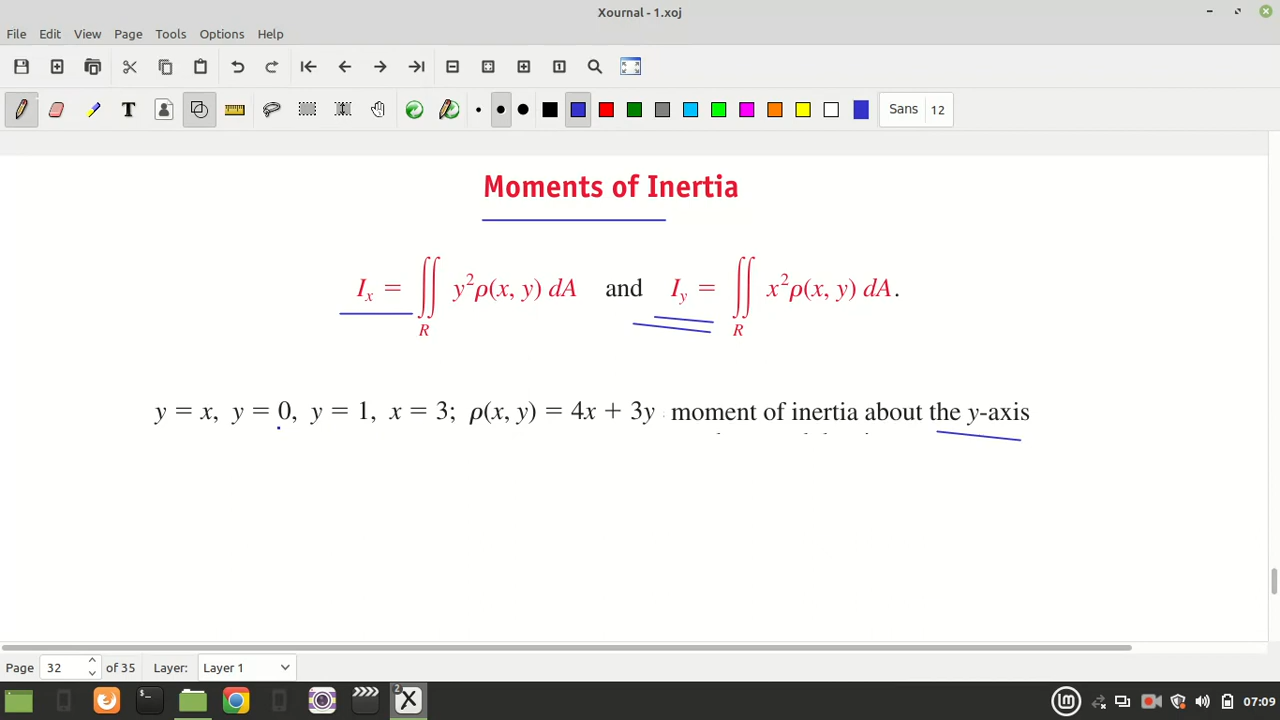 Xournal - 1.xoj
File Edit View Page Tools Options Help
Sans 12
Moments of Inertia
Iₓ = ∬_R y²ρ(x, y) dA and I_y = ∬_R x²ρ(x, y) dA.
y = x, y = 0, y = 1, x = 3; ρ(x, y) = 4x + 3y moment of inertia about the y-axis
Page 32 of 35 Layer: Layer 1
2 07:09